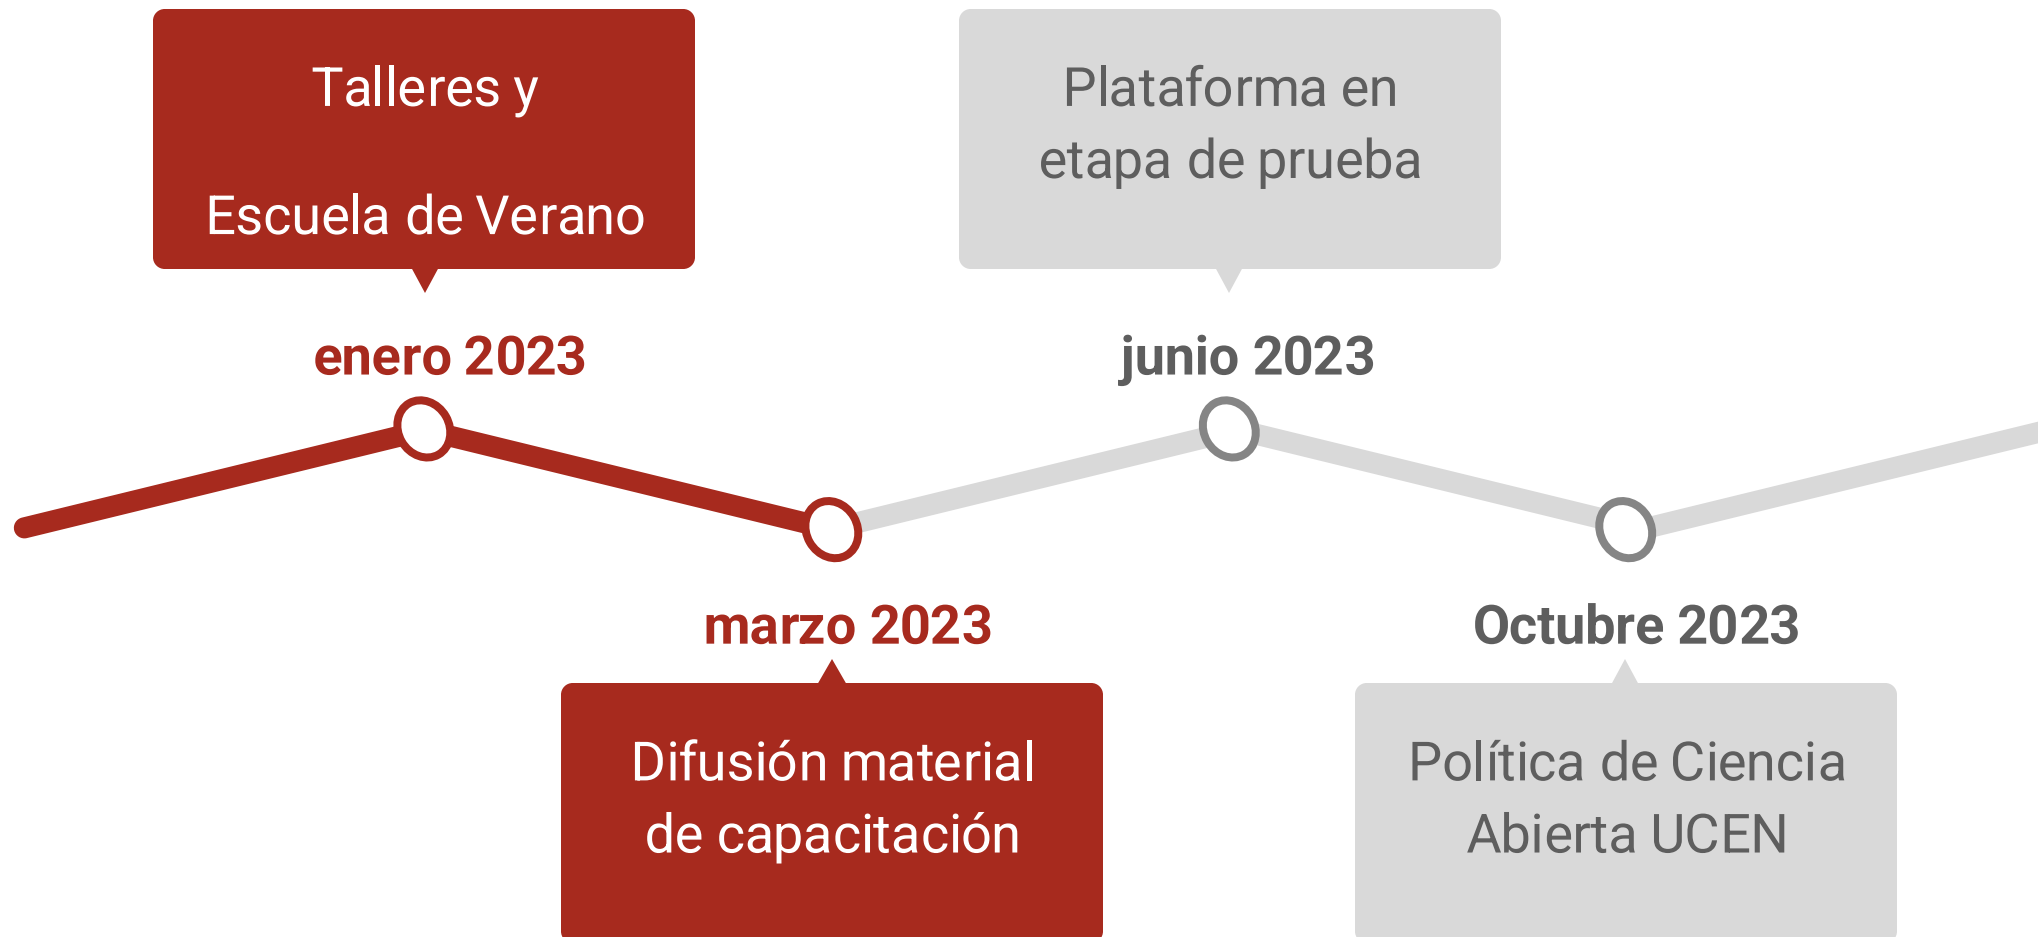 Talleres y
Escuela de Verano
enero 2023
marzo 2023
Difusión material
de capacitación
Plataforma en
etapa de prueba
junio 2023
Octubre 2023
Política de Ciencia
Abierta UCEN